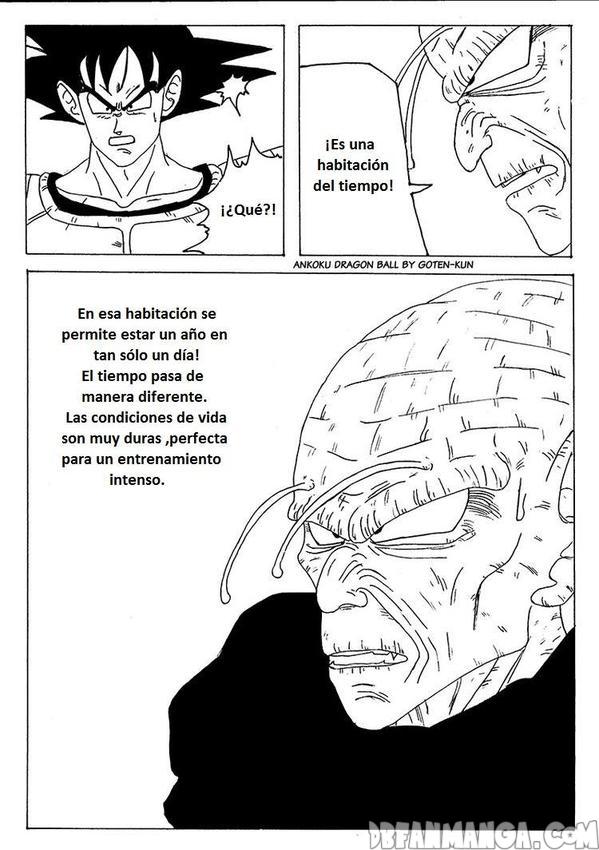 ¡Es una
habitación
del tiempo!
¡¿Qué?!
ANKOKU DRAGON BALL BY GOTEN-KUN
En esa habitación se
permite estar un año en
tan sólo un día!
El tiempo pasa de
manera diferente.
Las condiciones de vida
son muy duras ,perfecta
para un entrenamiento
intenso.
DBFANMANGA.COM